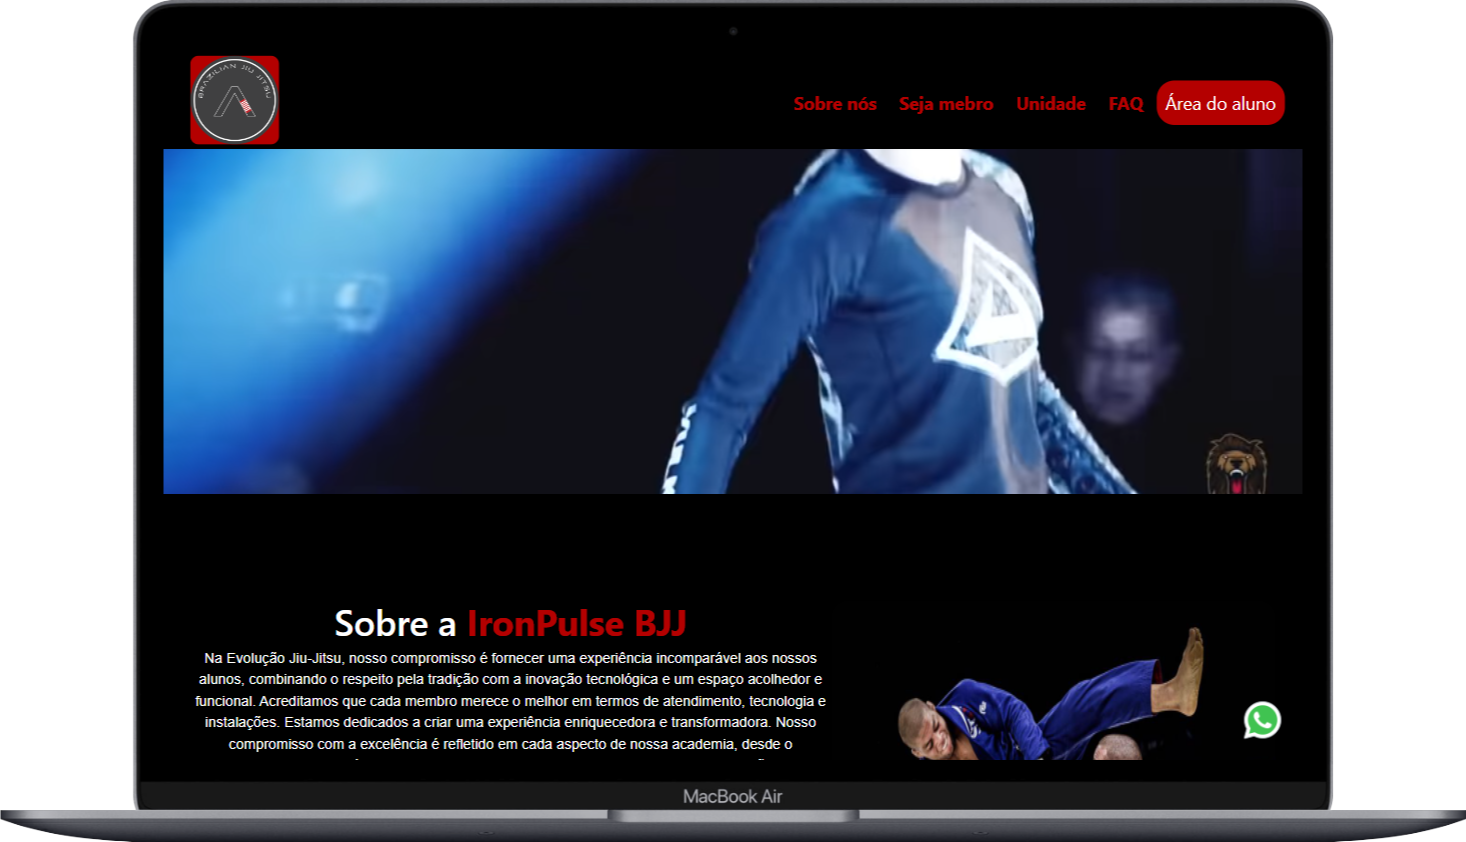 BRAZILIAN JIU JITSU
Sobre nós
Seja mebro
Unidade
FAQ
Área do aluno
Sobre a IronPulse BJJ
Na Evolução Jiu-Jitsu, nosso compromisso é fornecer uma experiência incomparável aos nossos
alunos, combinando o respeito pela tradição com a inovação tecnológica e um espaço acolhedor e
funcional. Acreditamos que cada membro merece o melhor em termos de atendimento, tecnologia e
instalações. Estamos dedicados a criar uma experiência enriquecedora e transformadora. Nosso
compromisso com a excelência é refletido em cada aspecto de nossa academia, desde o
MacBook Air